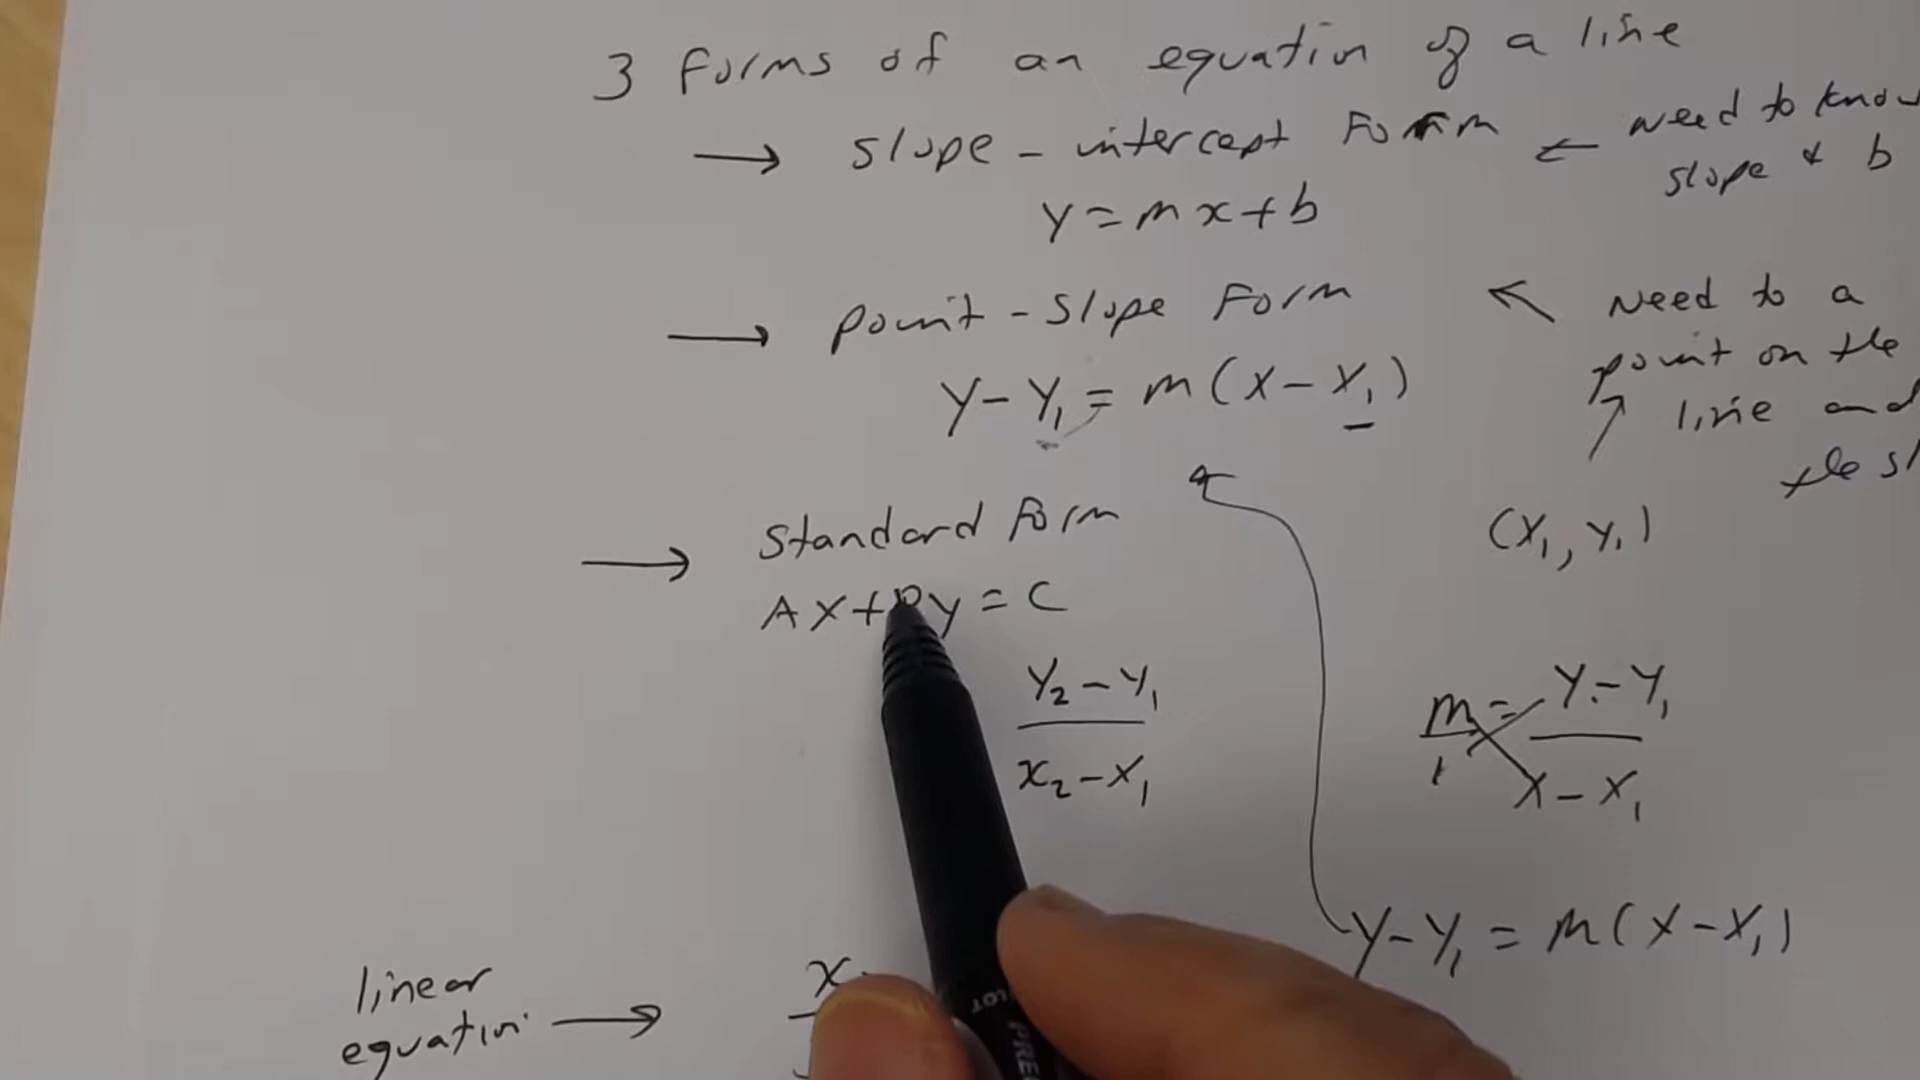 3 Forms of an equation of a line
→ slope - intercept Form ← need to know
slope & b
y = mx + b
→ point - slope Form ← Need to a
point on the
line and
the
y - y₁ = m(x - x₁)
(x₁, y₁)
→ Standard Form
Ax + By = C
y₂ - y₁
x₂ - x₁
m = y - y₁
1 x - x₁
y - y₁ = m(x - x₁)
linear
equation → x